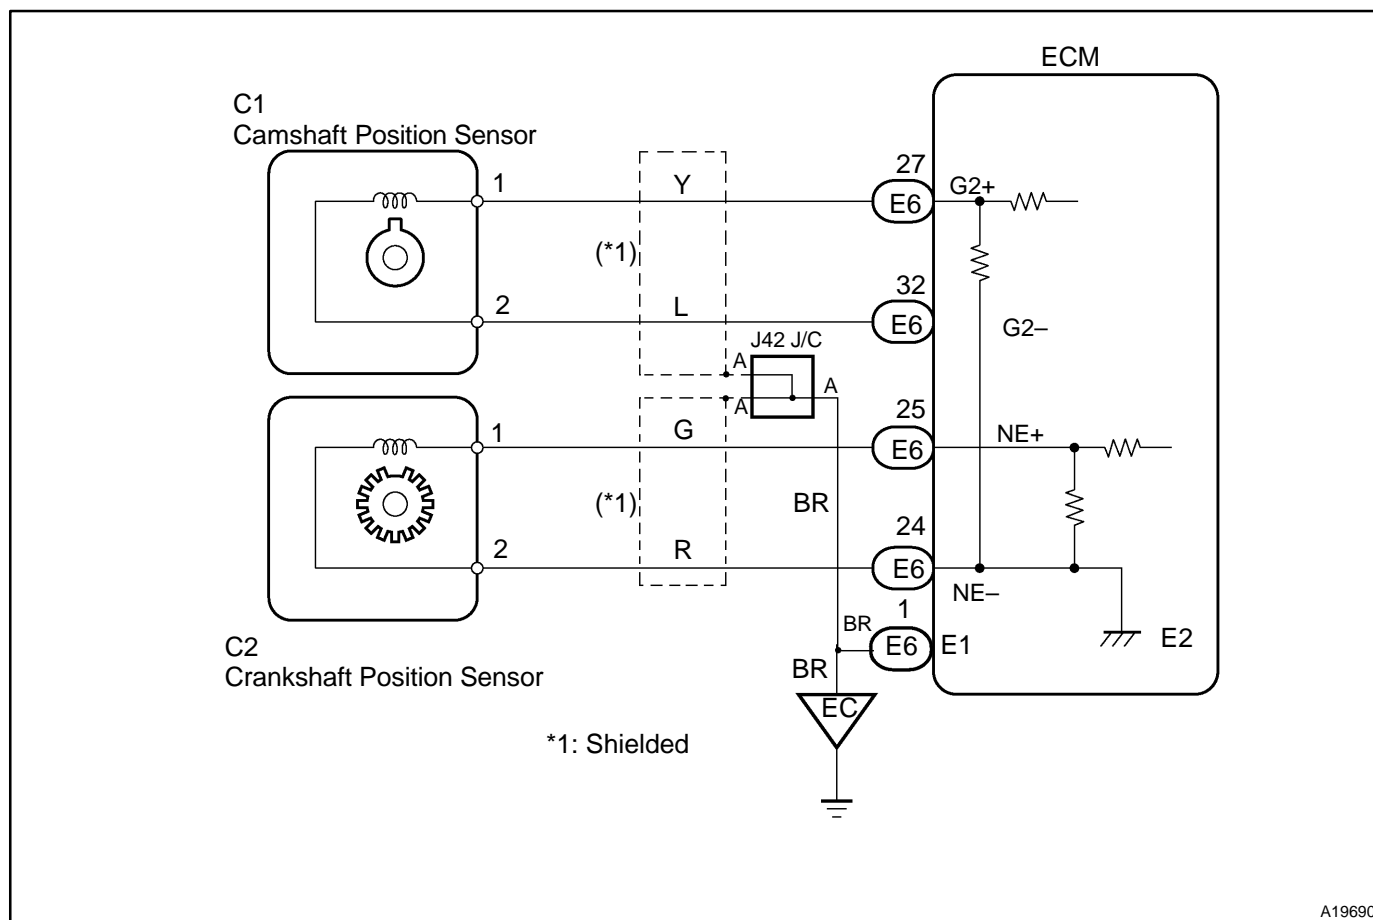 ECM
C1
Camshaft Position Sensor
27
1
Y
E6
G2+
(*1)
32
2
L
E6
G2–
J42 J/C
A
A
A
25
1
G
E6
NE+
(*1)
BR
24
2
R
E6
NE–
1
BR
E6
E1
E2
C2
Crankshaft Position Sensor
BR
EC
*1: Shielded
A19690